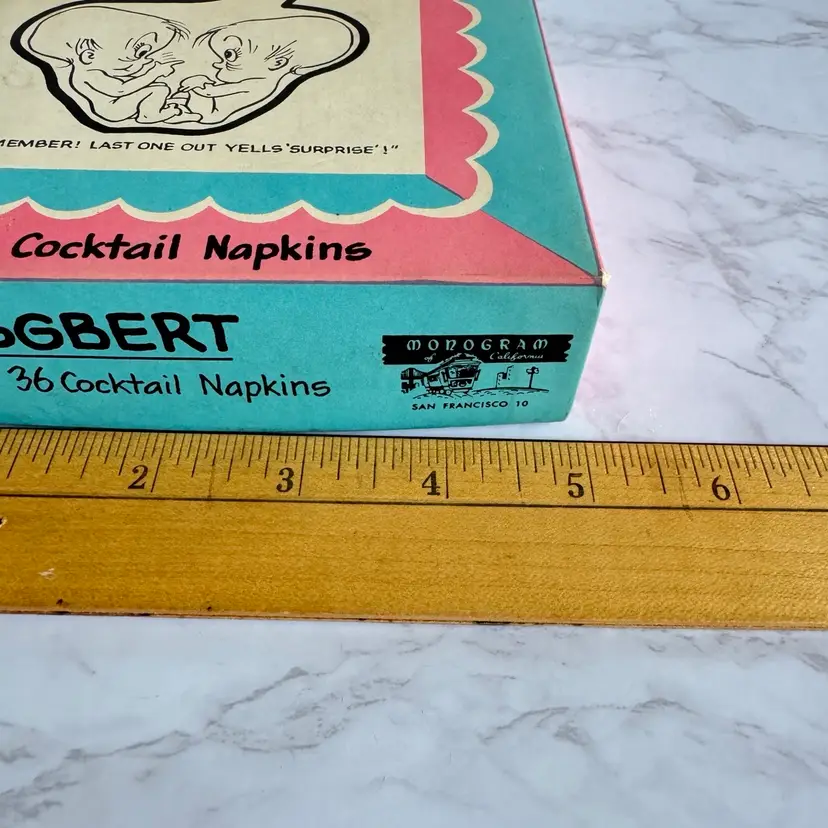 MEMBER! LAST ONE OUT YELLS 'SURPRISE'!"
Cocktail Napkins
OGBERT
36 Cocktail Napkins
MONOGRAM
of California
SAN FRANCISCO 10
2 3 4 5 6